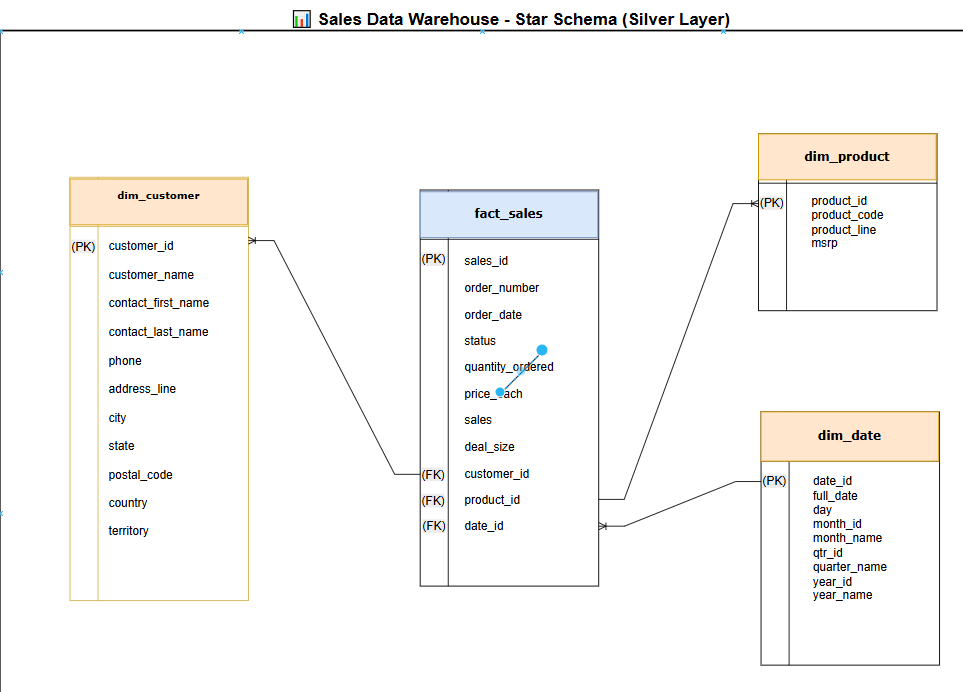 📊 Sales Data Warehouse - Star Schema (Silver Layer)
dim_customer
(PK) customer_id
customer_name
contact_first_name
contact_last_name
phone
address_line
city
state
postal_code
country
territory
fact_sales
(PK) sales_id
order_number
order_date
status
quantity_ordered
price_each
sales
deal_size
(FK) customer_id
(FK) product_id
(FK) date_id
dim_product
(PK) product_id
product_code
product_line
msrp
dim_date
(PK) date_id
full_date
day
month_id
month_name
qtr_id
quarter_name
year_id
year_name